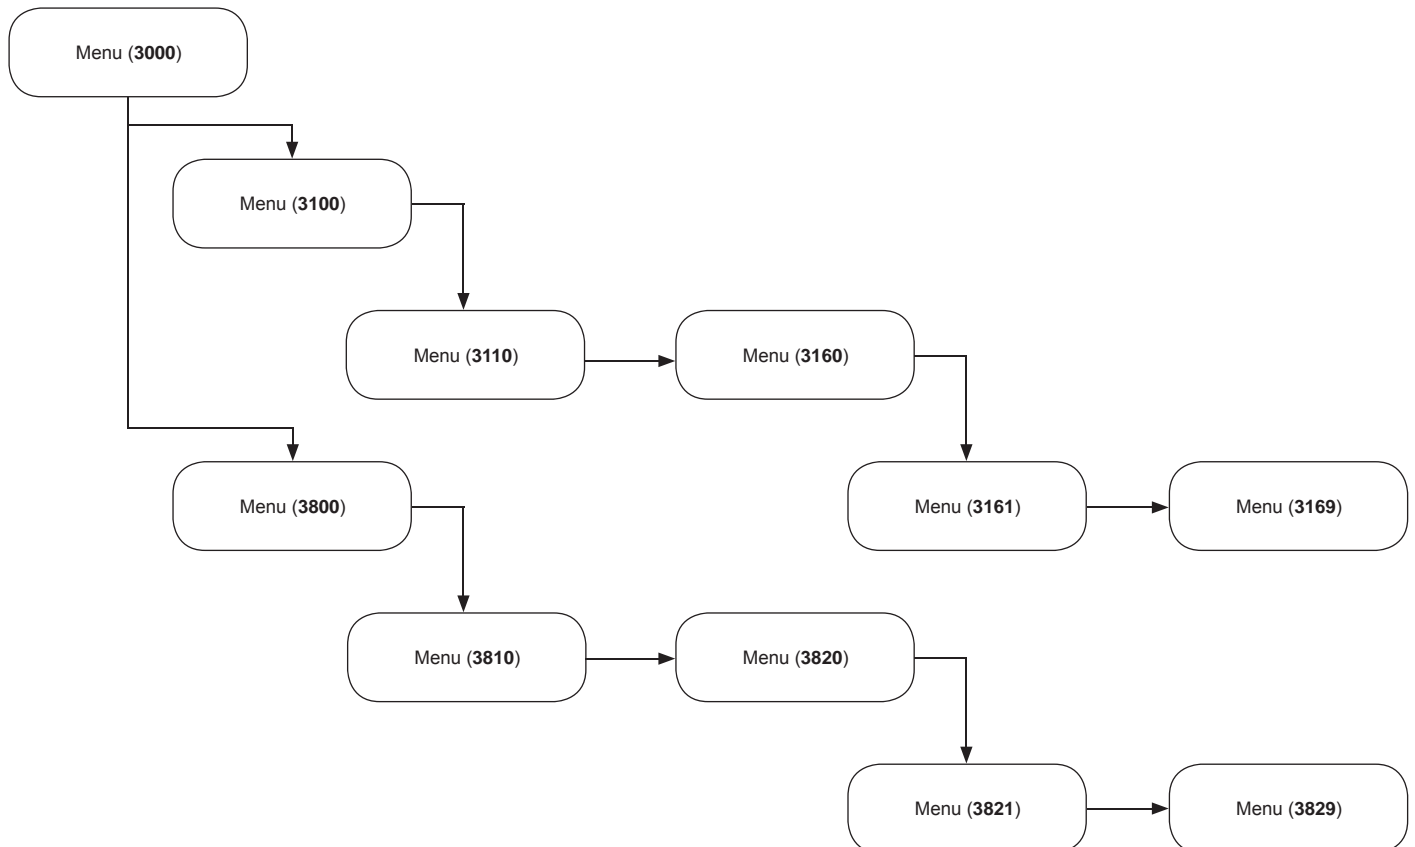 Menu (3000)
Menu (3100)
Menu (3110)
Menu (3160)
Menu (3800)
Menu (3161)
Menu (3169)
Menu (3810)
Menu (3820)
Menu (3821)
Menu (3829)